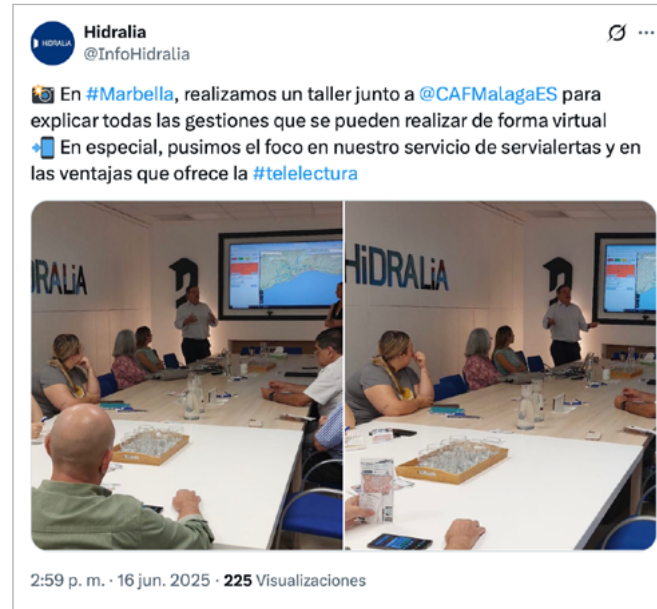 HIDRALIA
Hidralia
@InfoHidralia
En #Marbella, realizamos un taller junto a @CAFMalagaES para
explicar todas las gestiones que se pueden realizar de forma virtual
En especial, pusimos el foco en nuestro servicio de servialertas y en
las ventajas que ofrece la #telelectura
DRALiA
HiDRALiA
2:59 p. m. · 16 jun. 2025 · 225 Visualizaciones